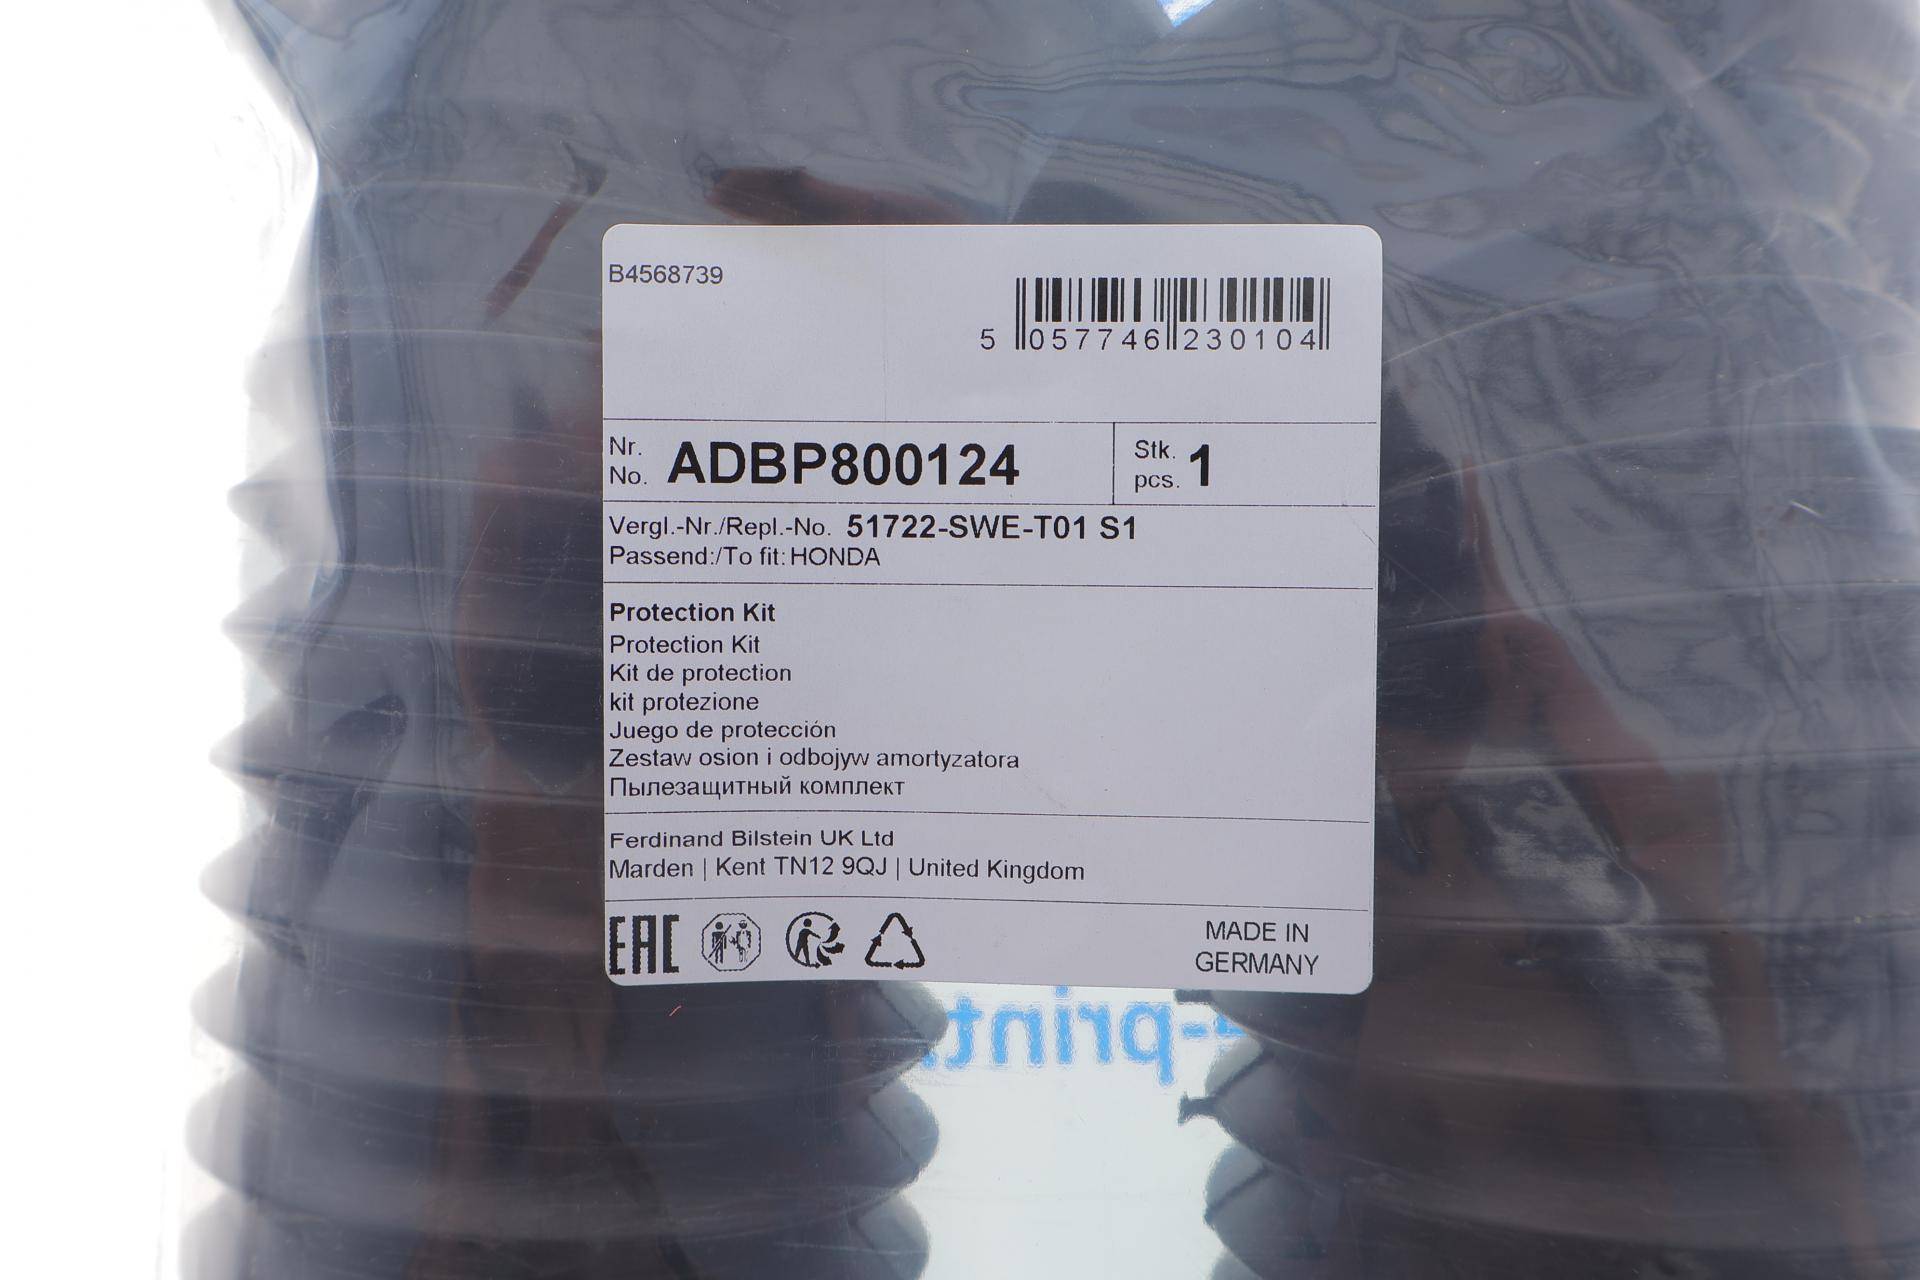 B4568739
5 057746 230104
Nr.
No. ADBP800124
Stk.
pcs. 1
Vergl.-Nr./Repl.-No. 51722-SWE-T01 S1
Passend:/To fit: HONDA
Protection Kit
Protection Kit
Kit de protection
kit protezione
Juego de protección
Zestaw osion i odbojyw amortyzatora
Пылезащитный комплект
Ferdinand Bilstein UK Ltd
Marden | Kent TN12 9QJ | United Kingdom
EAC
MADE IN
GERMANY
e-print.